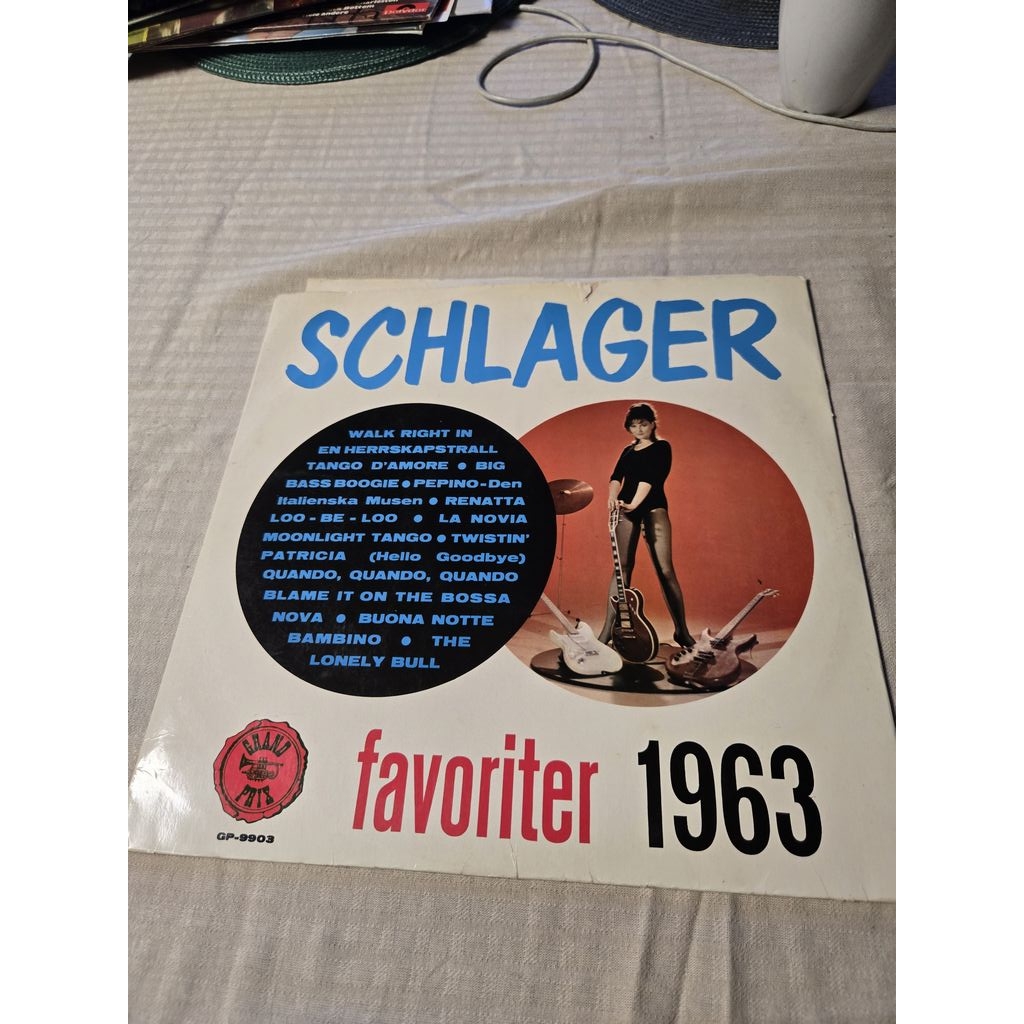 polydor
SCHLAGER
WALK RIGHT IN
EN HERRSKAPSTRALL
TANGO D'AMORE • BIG
BASS BOOGIE • PEPINO-Den
Italienska Musen • RENATTA
LOO - BE - LOO • LA NOVIA
MOONLIGHT TANGO • TWISTIN'
PATRICIA (Hello Goodbye)
QUANDO, QUANDO, QUANDO
BLAME IT ON THE BOSSA
NOVA • BUONA NOTTE
BAMBINO • THE
LONELY BULL
GRAND
PRIX
GP-9903
favoriter 1963